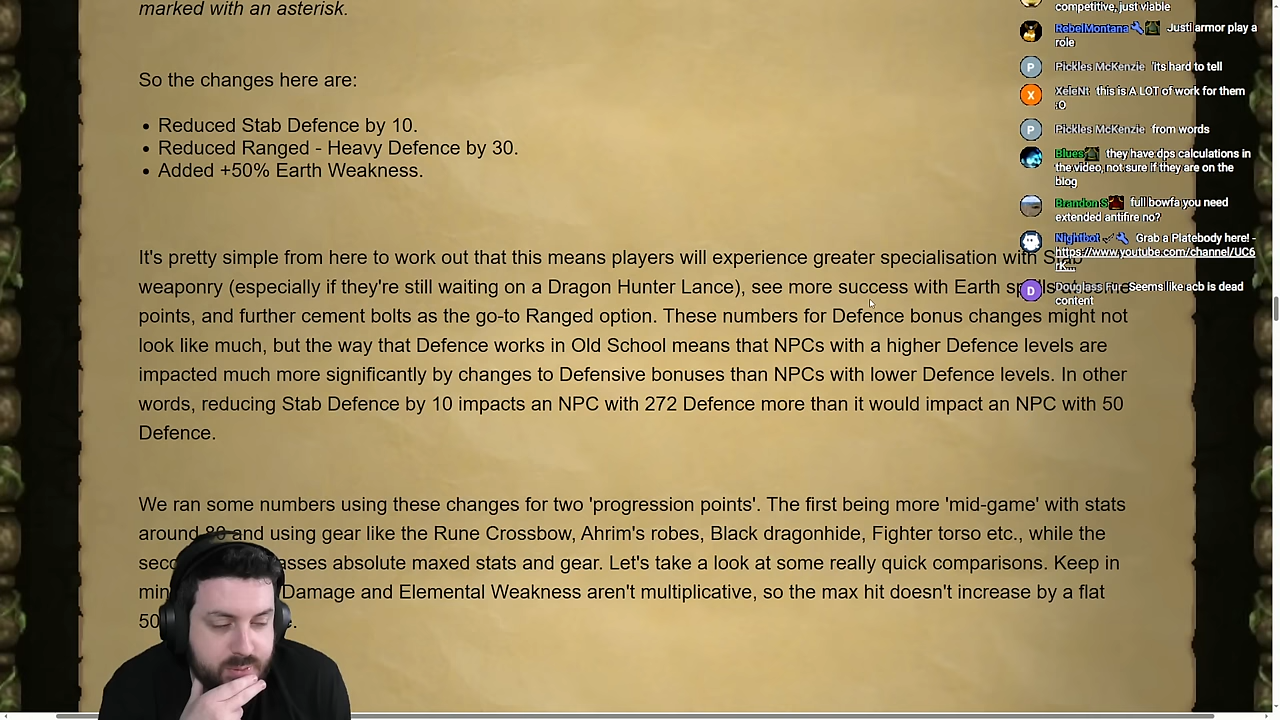 marked with an asterisk.
So the changes here are:
• Reduced Stab Defence by 10.
• Reduced Ranged - Heavy Defence by 30.
• Added +50% Earth Weakness.
It's pretty simple from here to work out that this means players will experience greater specialisation with Stab
weaponry (especially if they're still waiting on a Dragon Hunter Lance), see more success with Earth
points, and further cement bolts as the go-to Ranged option. These numbers for Defence bonus changes might not
look like much, but the way that Defence works in Old School means that NPCs with a higher Defence levels are
impacted much more significantly by changes to Defensive bonuses than NPCs with lower Defence levels. In other
words, reducing Stab Defence by 10 impacts an NPC with 272 Defence more than it would impact an NPC with 50
Defence.
We ran some numbers using these changes for two 'progression points'. The first being more 'mid-game' with stats
around 80 and using gear like the Rune Crossbow, Ahrim's robes, Black dragonhide, Fighter torso etc., while the
absolute maxed stats and gear. Let's take a look at some really quick comparisons. Keep in
Damage and Elemental Weakness aren't multiplicative, so the max hit doesn't increase by a flat
50
competitive, just viable
RebelMontana Justi armor play a
role
P Pickles McKenzie its hard to tell
X XeleNt this is A LOT of work for them
:O
P Pickles McKenzie from words
Blues they have dps calculations in
the video, not sure if they are on the
blog
Brandon S full bowfa you need
extended antifire no?
Nightbot Grab a Platebody here! -
https://www.youtube.com/channel/UC6
D Douglass Fur Seems like acb is dead
content